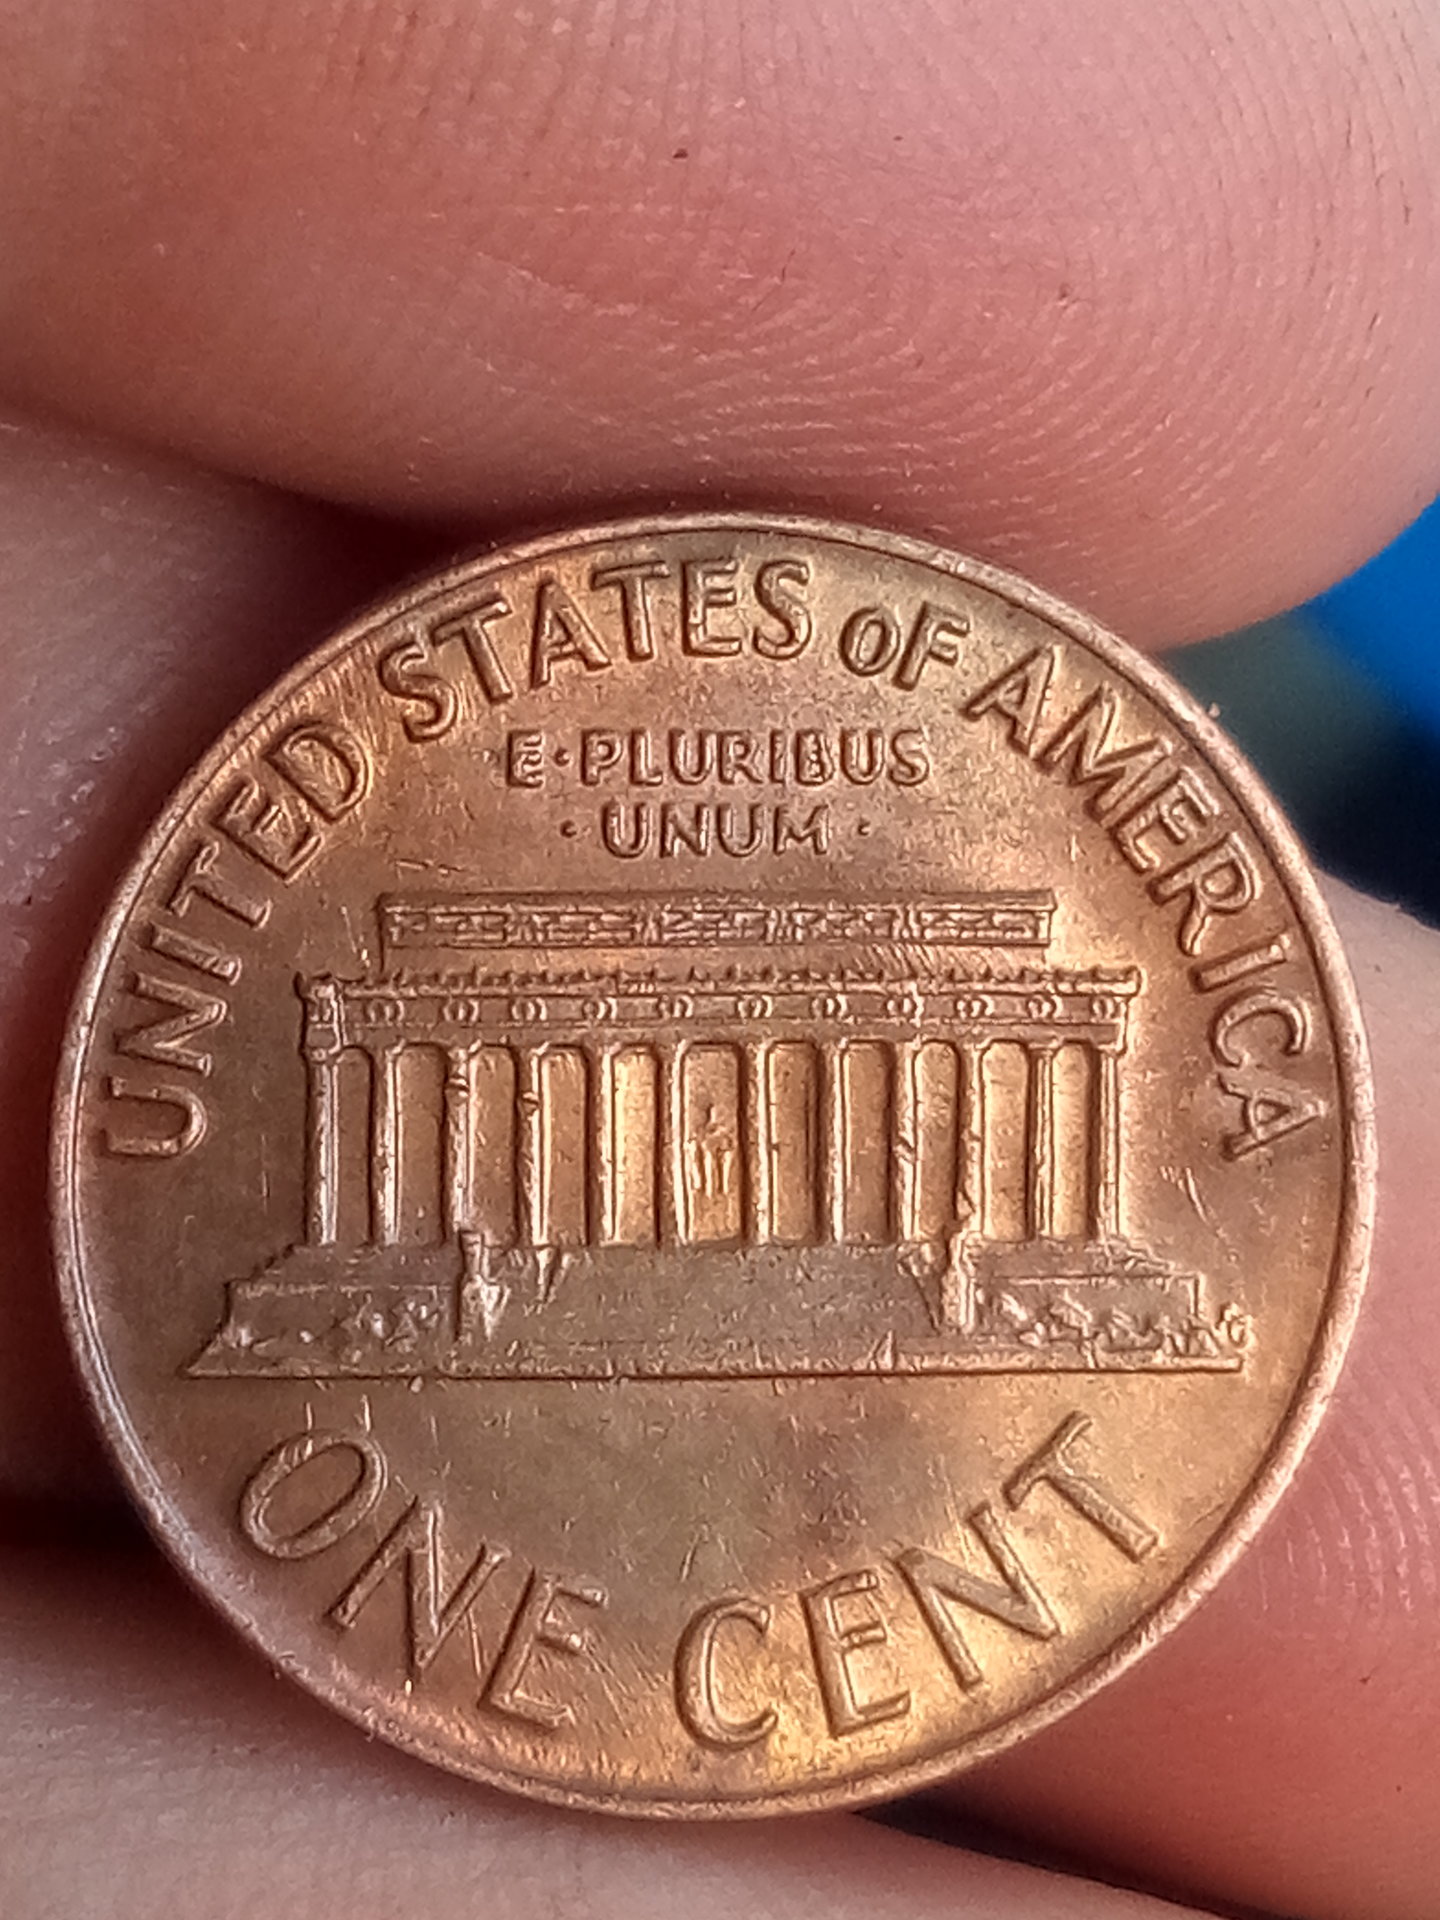 UNITED STATES OF AMERICA
E·PLURIBUS
·UNUM·
ONE CENT